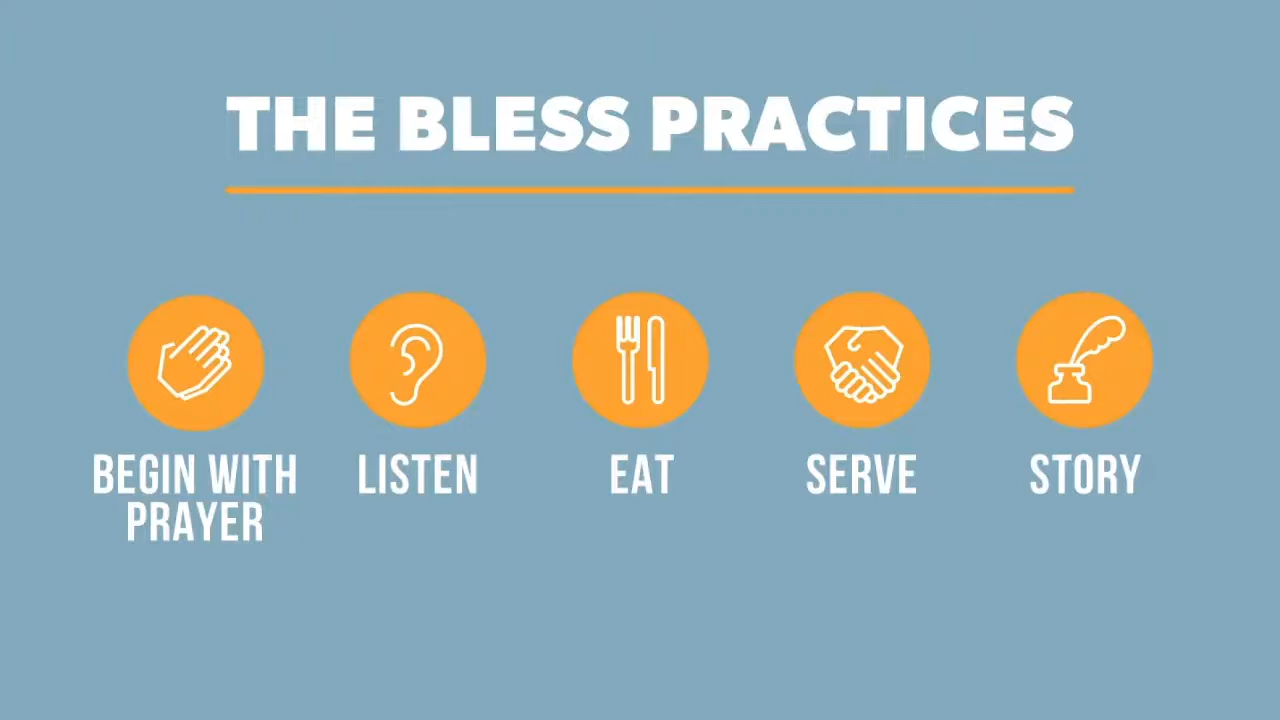 THE BLESS PRACTICES
BEGIN WITH
PRAYER
LISTEN
EAT
SERVE
STORY